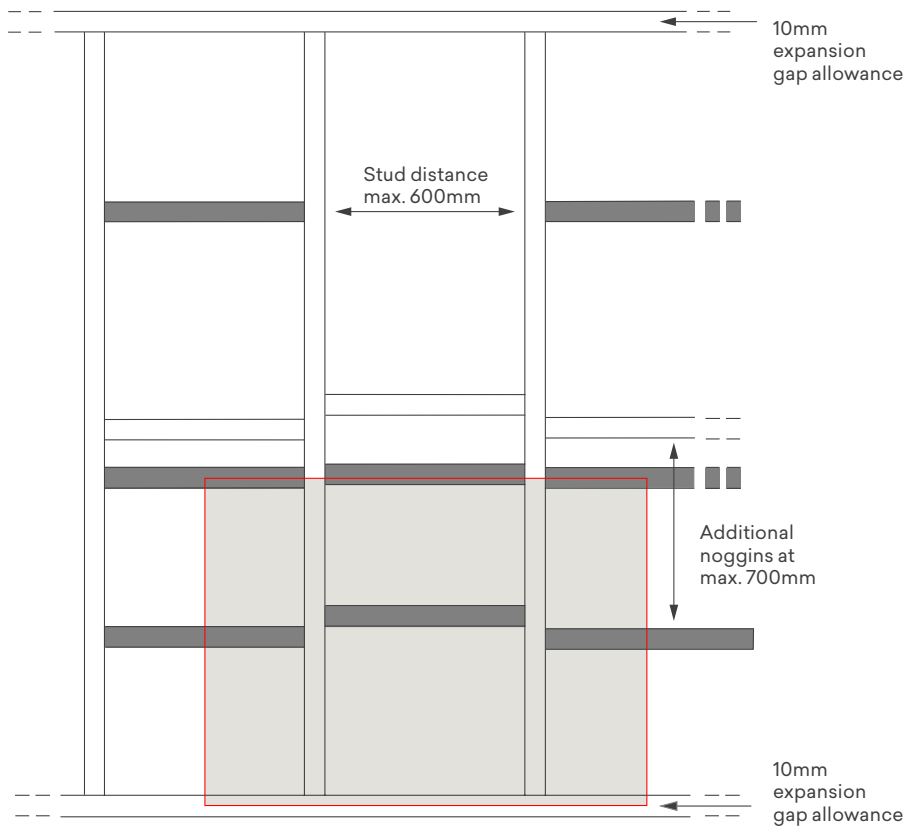 10mm
expansion
gap allowance
Stud distance
max. 600mm
Additional
noggins at
max. 700mm
10mm
expansion
gap allowance